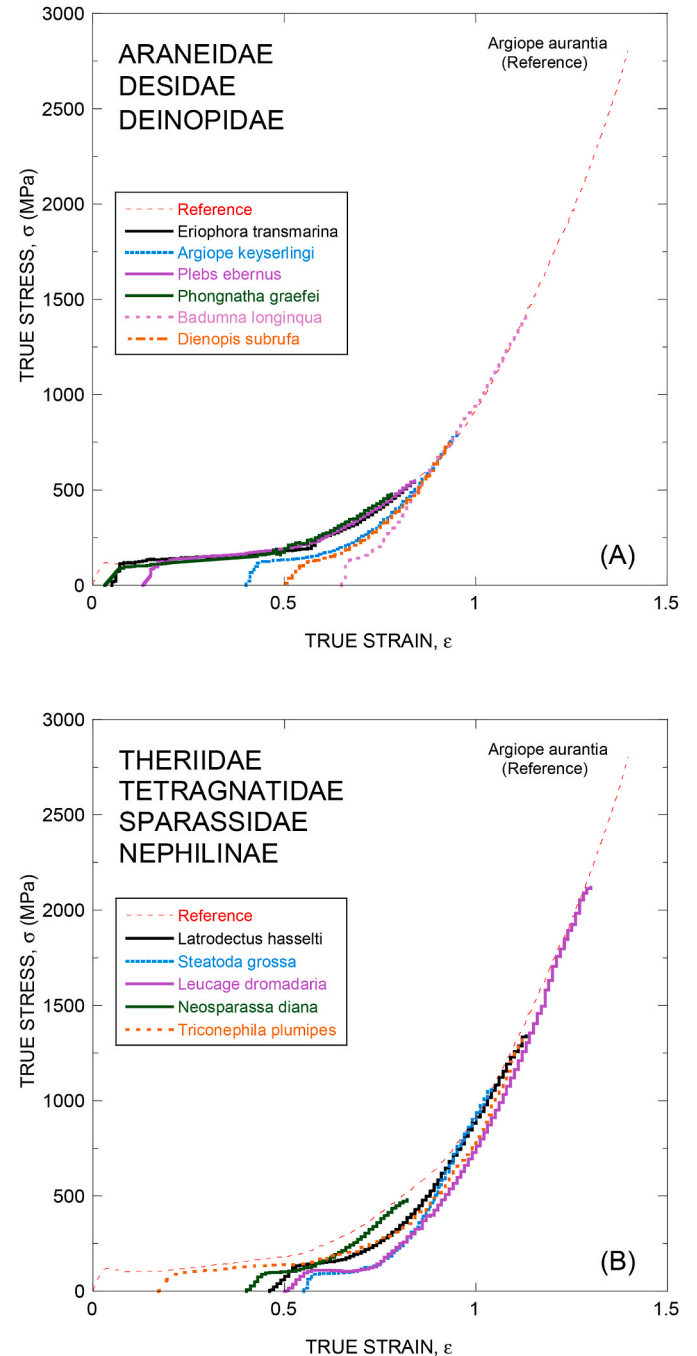 3000
Argiope aurantia
(Reference)
ARANEIDAE
DESIDAE
DEINOPIDAE
2500
2000
Reference
Eriophora transmarina
Argiope keyserlingi
Plebs ebernus
Phongnatha graefei
Badumna longinqua
Dienopis subrufa
1500
1000
500
0
TRUE STRESS, σ (MPa)
(A)
0
0.5
1
1.5
TRUE STRAIN, ε
3000
Argiope aurantia
(Reference)
THERIIDAE
TETRAGNATIDAE
SPARASSIDAE
NEPHILINAE
2500
2000
Reference
Latrodectus hasselti
Steatoda grossa
Leucage dromadaria
Neosparassa diana
Triconephila plumipes
1500
1000
500
0
TRUE STRESS, σ (MPa)
(B)
0
0.5
1
1.5
TRUE STRAIN, ε